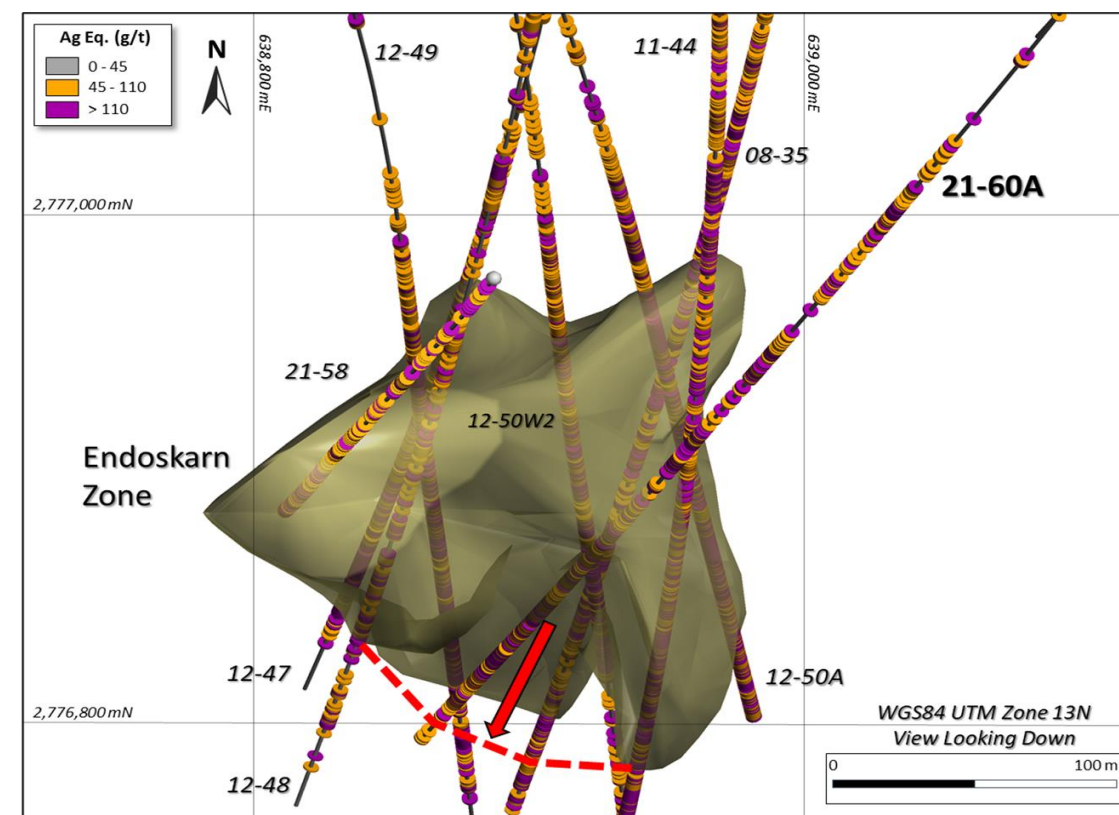 Ag Eq. (g/t)
0 - 45
45 - 110
> 110
N
638,800 mE
639,000 mE
12-49
11-44
08-35
21-60A
2,777,000 mN
21-58
12-50W2
Endoskarn
Zone
12-47
12-50A
2,776,800 mN
12-48
WGS84 UTM Zone 13N
View Looking Down
0
100 m